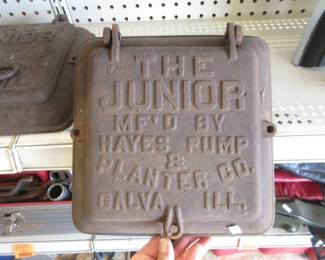 THE
JUNIOR
MF'D BY
HAYES PUMP
&
PLANTER CO.
GALVA ILL.